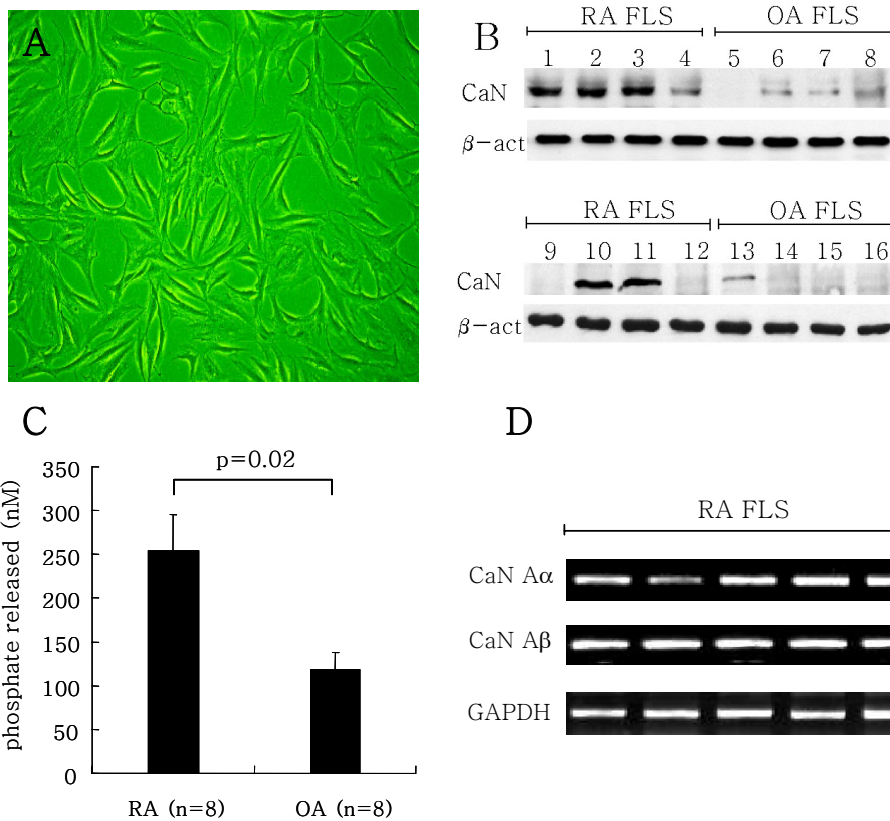 A
B
RA FLS OA FLS
1 2 3 4 5 6 7 8
CaN
β-act
RA FLS OA FLS
9 10 11 12 13 14 15 16
CaN
β-act
C
p=0.02
phosphate released (nM)
350
300
250
200
150
100
50
0
RA (n=8) OA (n=8)
D
RA FLS
CaN Aα
CaN Aβ
GAPDH